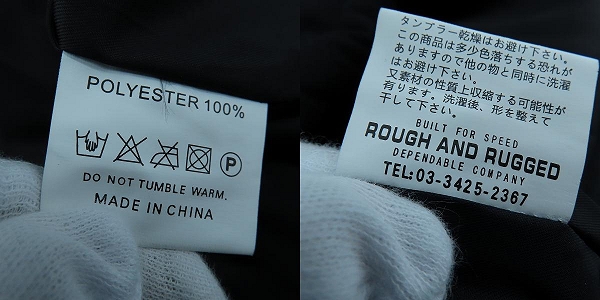 POLYESTER 100%
P
DO NOT TUMBLE WARM.
MADE IN CHINA
タンブラー乾燥はお避け下さい。
この商品は多少色落ちする恐れが
ありますので他の物と同時に洗濯
はお避け下さい。
又素材の性質上収縮する可能性が
有ります。洗濯後、形を整えて
干して下さい。
BUILT FOR SPEED
ROUGH AND RUGGED
DEPENDABLE COMPANY
TEL:03-3425-2367